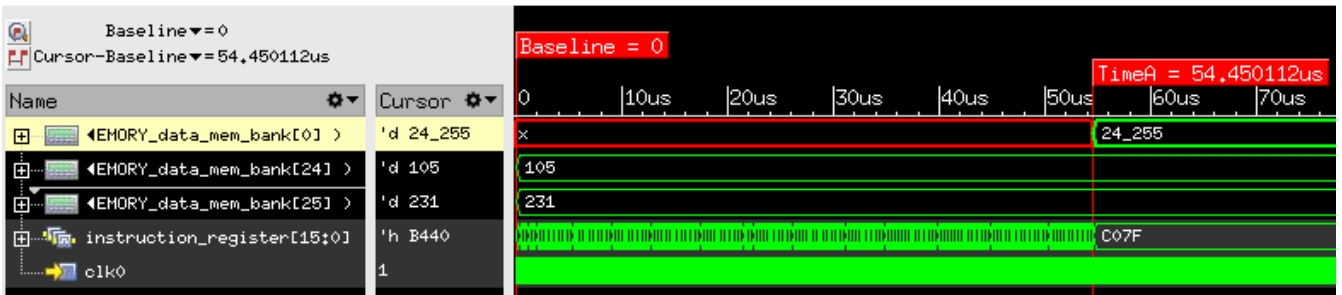 Baseline▼=0
Cursor-Baseline▼=54.450112us
Baseline = 0
TimeA = 54.450112us
Name
Cursor
0 10us 20us 30us 40us 50us 60us 70us
EMORY_data_mem_bank[0] )
'd 24_255
x
24_255
EMORY_data_mem_bank[24] )
'd 105
105
EMORY_data_mem_bank[25] )
'd 231
231
instruction_register[15:0]
'h B440
C07F
clk0
1